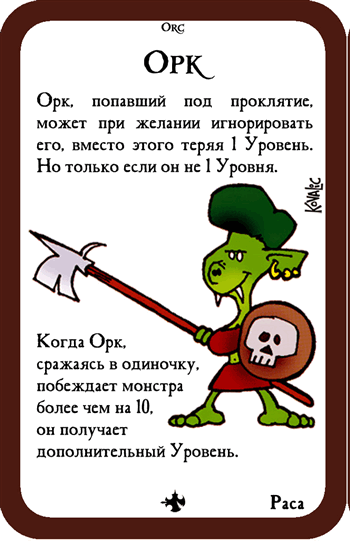 Orc
Орк
Орк, попавший под проклятие,
может при желании игнорировать
его, вместо этого теряя 1 Уровень.
Но только если он не 1 Уровня.
Kovalic
Когда Орк,
сражаясь в одиночку,
побеждает монстра
более чем на 10,
он получает
дополнительный Уровень.
Раса